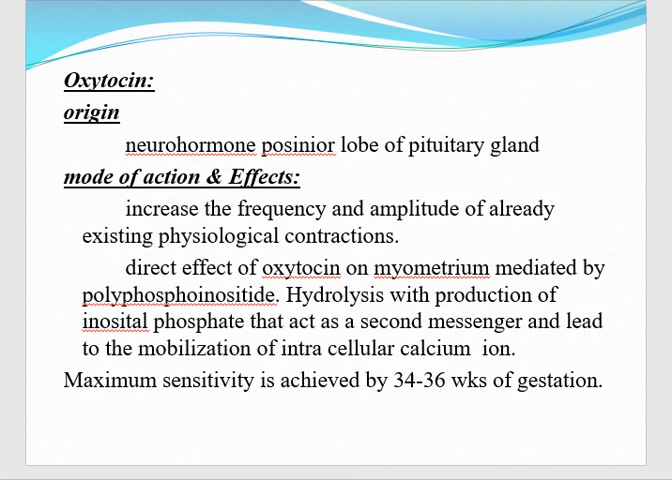 Oxytocin:
origin
neurohormone posinior lobe of pituitary gland
mode of action & Effects:
increase the frequency and amplitude of already
existing physiological contractions.
direct effect of oxytocin on myometrium mediated by
polyphosphoinositide. Hydrolysis with production of
inosital phosphate that act as a second messenger and lead
to the mobilization of intra cellular calcium  ion.
Maximum sensitivity is achieved by 34-36 wks of gestation.